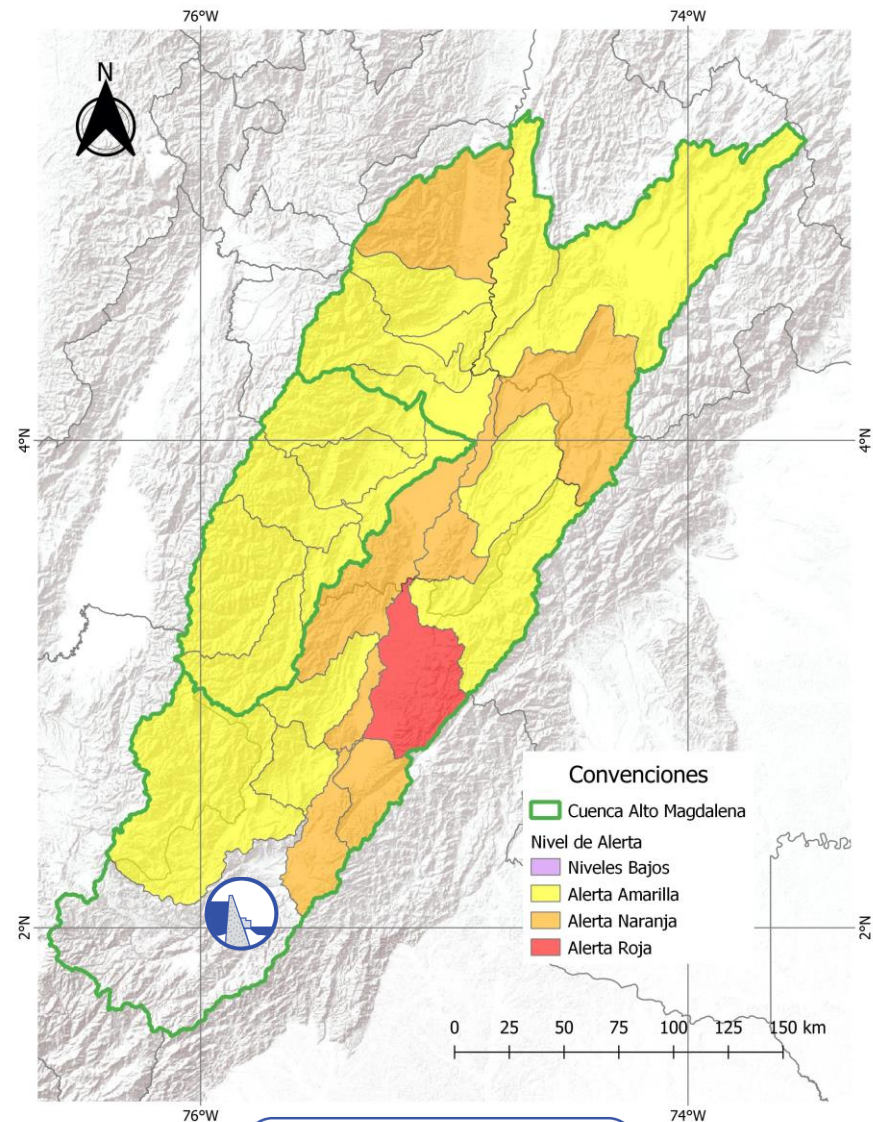 76°W 74°W
N
4°N 4°N
Convenciones
Cuenca Alto Magdalena
Nivel de Alerta
Niveles Bajos
Alerta Amarilla
Alerta Naranja
Alerta Roja
2°N 2°N
0 25 50 75 100 125 150 km
76°W 74°W